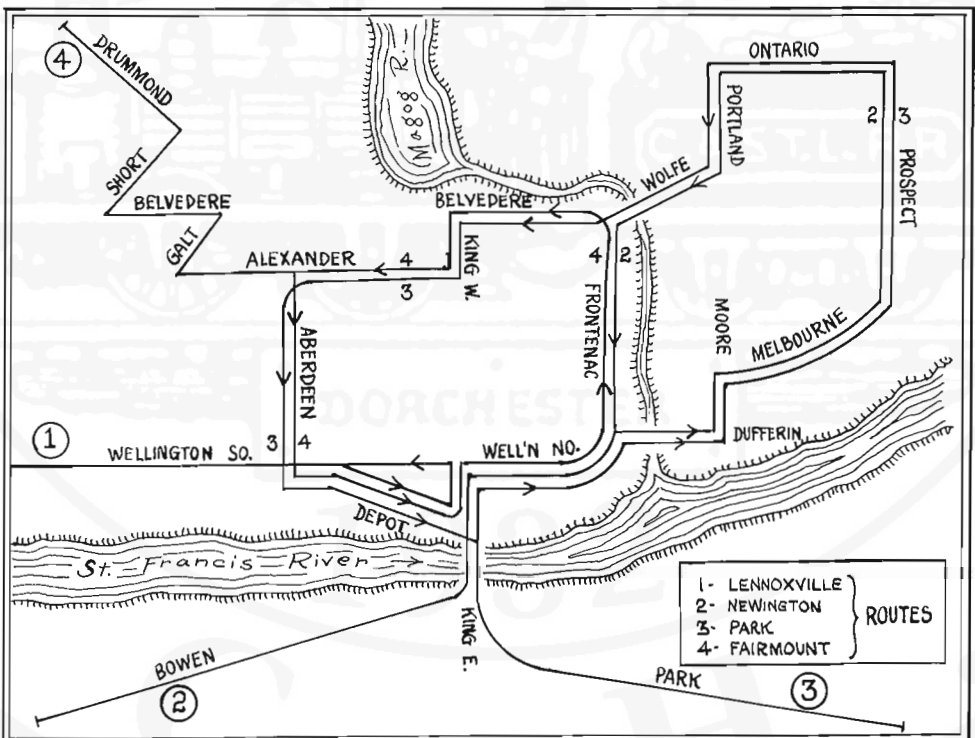 4
DRUMMOND
SHORT
BELVEDERE
GALT
ALEXANDER
4
3
Magog R.
BELVEDERE
KING W.
ONTARIO
PORTLAND
WOLFE
2
3
PROSPECT
4
2
FRONTENAC
MOORE
MELBOURNE
ABERDEEN
3
4
1
WELLINGTON SO.
WELL'N NO.
DUFFERIN
DEPOT
St. Francis River
KING E.
BOWEN
2
PARK
3
1- LENNOXVILLE
2- NEWINGTON
3- PARK
4- FAIRMOUNT
ROUTES
DORCHESTER